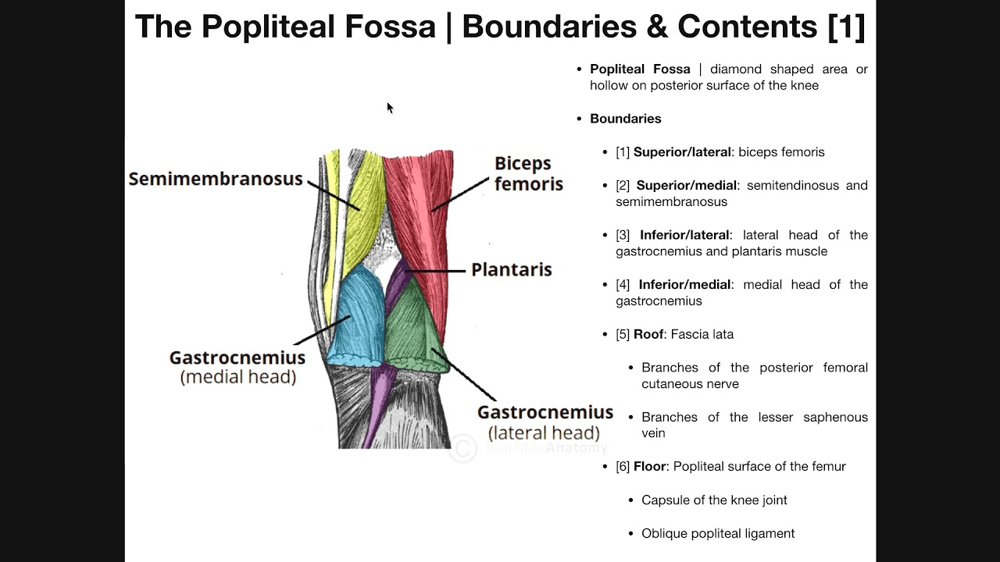 The Popliteal Fossa | Boundaries & Contents [1]
Semimembranosus
Biceps
femoris
Plantaris
Gastrocnemius
(medial head)
Gastrocnemius
(lateral head)
© TeachMeAnatomy
• Popliteal Fossa | diamond shaped area or
hollow on posterior surface of the knee
• Boundaries
• [1] Superior/lateral: biceps femoris
• [2] Superior/medial: semitendinosus and
semimembranosus
• [3] Inferior/lateral: lateral head of the
gastrocnemius and plantaris muscle
• [4] Inferior/medial: medial head of the
gastrocnemius
• [5] Roof: Fascia lata
• Branches of the posterior femoral
cutaneous nerve
• Branches of the lesser saphenous
vein
• [6] Floor: Popliteal surface of the femur
• Capsule of the knee joint
• Oblique popliteal ligament